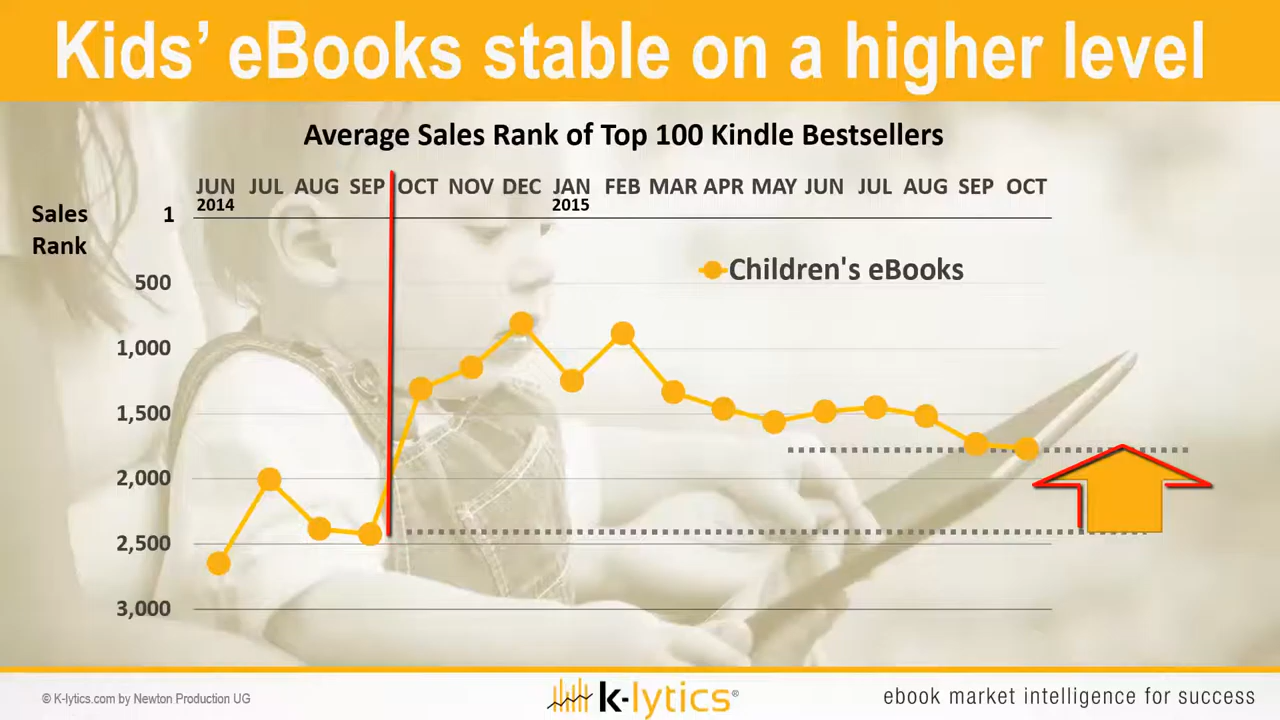 Kids’ eBooks stable on a higher level
Average Sales Rank of Top 100 Kindle Bestsellers
JUN JUL AUG SEP OCT NOV DEC JAN FEB MAR APR MAY JUN JUL AUG SEP OCT
2014 2015
Sales Rank
1
Children's eBooks
500
1,000
1,500
2,000
2,500
3,000
© K-lytics.com by Newton Production UG
k-lytics®
ebook market intelligence for success